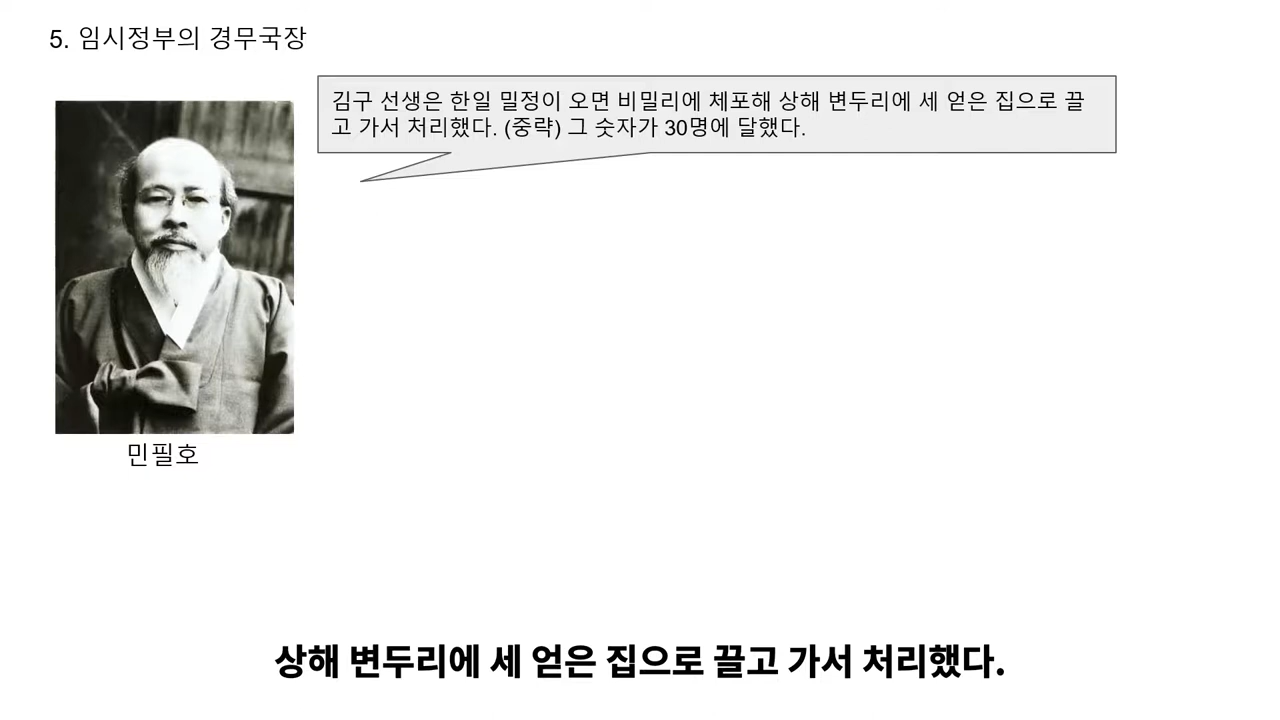 5. 임시정부의 경무국장
김구 선생은 한일 밀정이 오면 비밀리에 체포해 상해 변두리에 세 얻은 집으로 끌
고 가서 처리했다. (중략) 그 숫자가 30명에 달했다.
민필호
상해 변두리에 세 얻은 집으로 끌고 가서 처리했다.